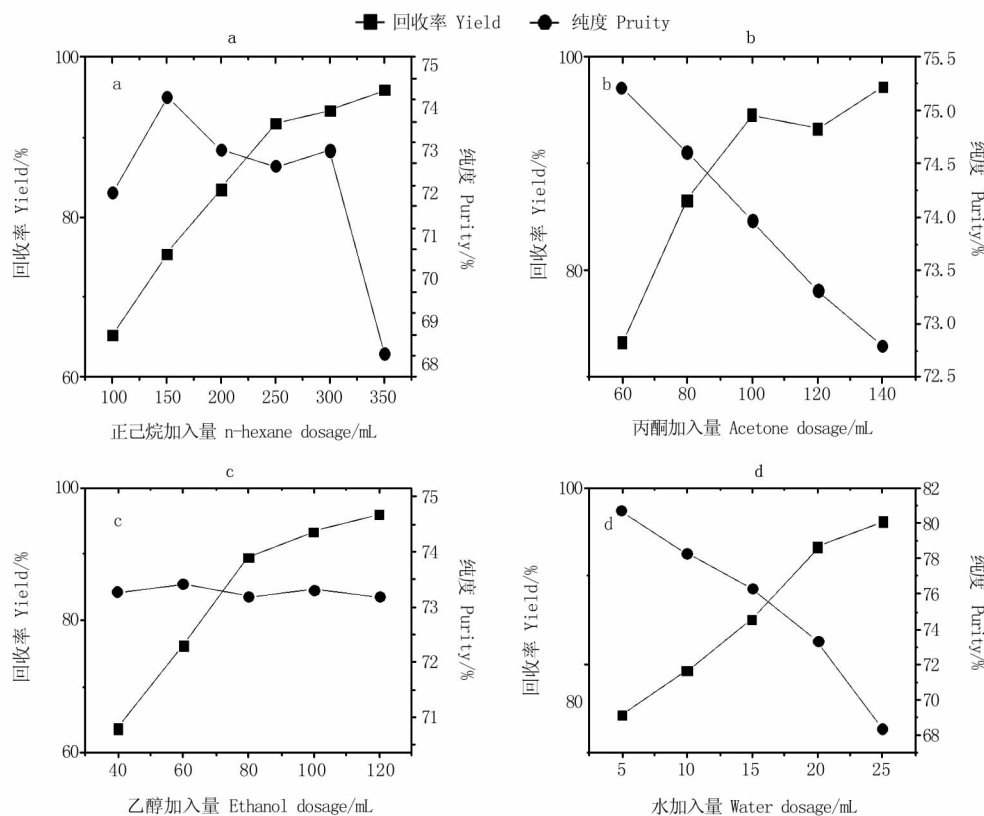 回收率 Yield 纯度 Pruity
a
a
100
80
60
回收率 Yield/%
75
74
73
72
71
70
69
68
纯度 Purity/%
100 150 200 250 300 350
正己烷加入量 n-hexane dosage/mL
b
b
100
80
回收率 Yield/%
75.5
75.0
74.5
74.0
73.5
73.0
72.5
纯度 Purity/%
60 80 100 120 140
丙酮加入量 Acetone dosage/mL
c
c
100
80
60
回收率 Yield/%
75
74
73
72
71
纯度 Purity/%
40 60 80 100 120
乙醇加入量 Ethanol dosage/mL
d
d
100
80
回收率 Yield/%
82
80
78
76
74
72
70
68
纯度 Purity/%
5 10 15 20 25
水加入量 Water dosage/mL